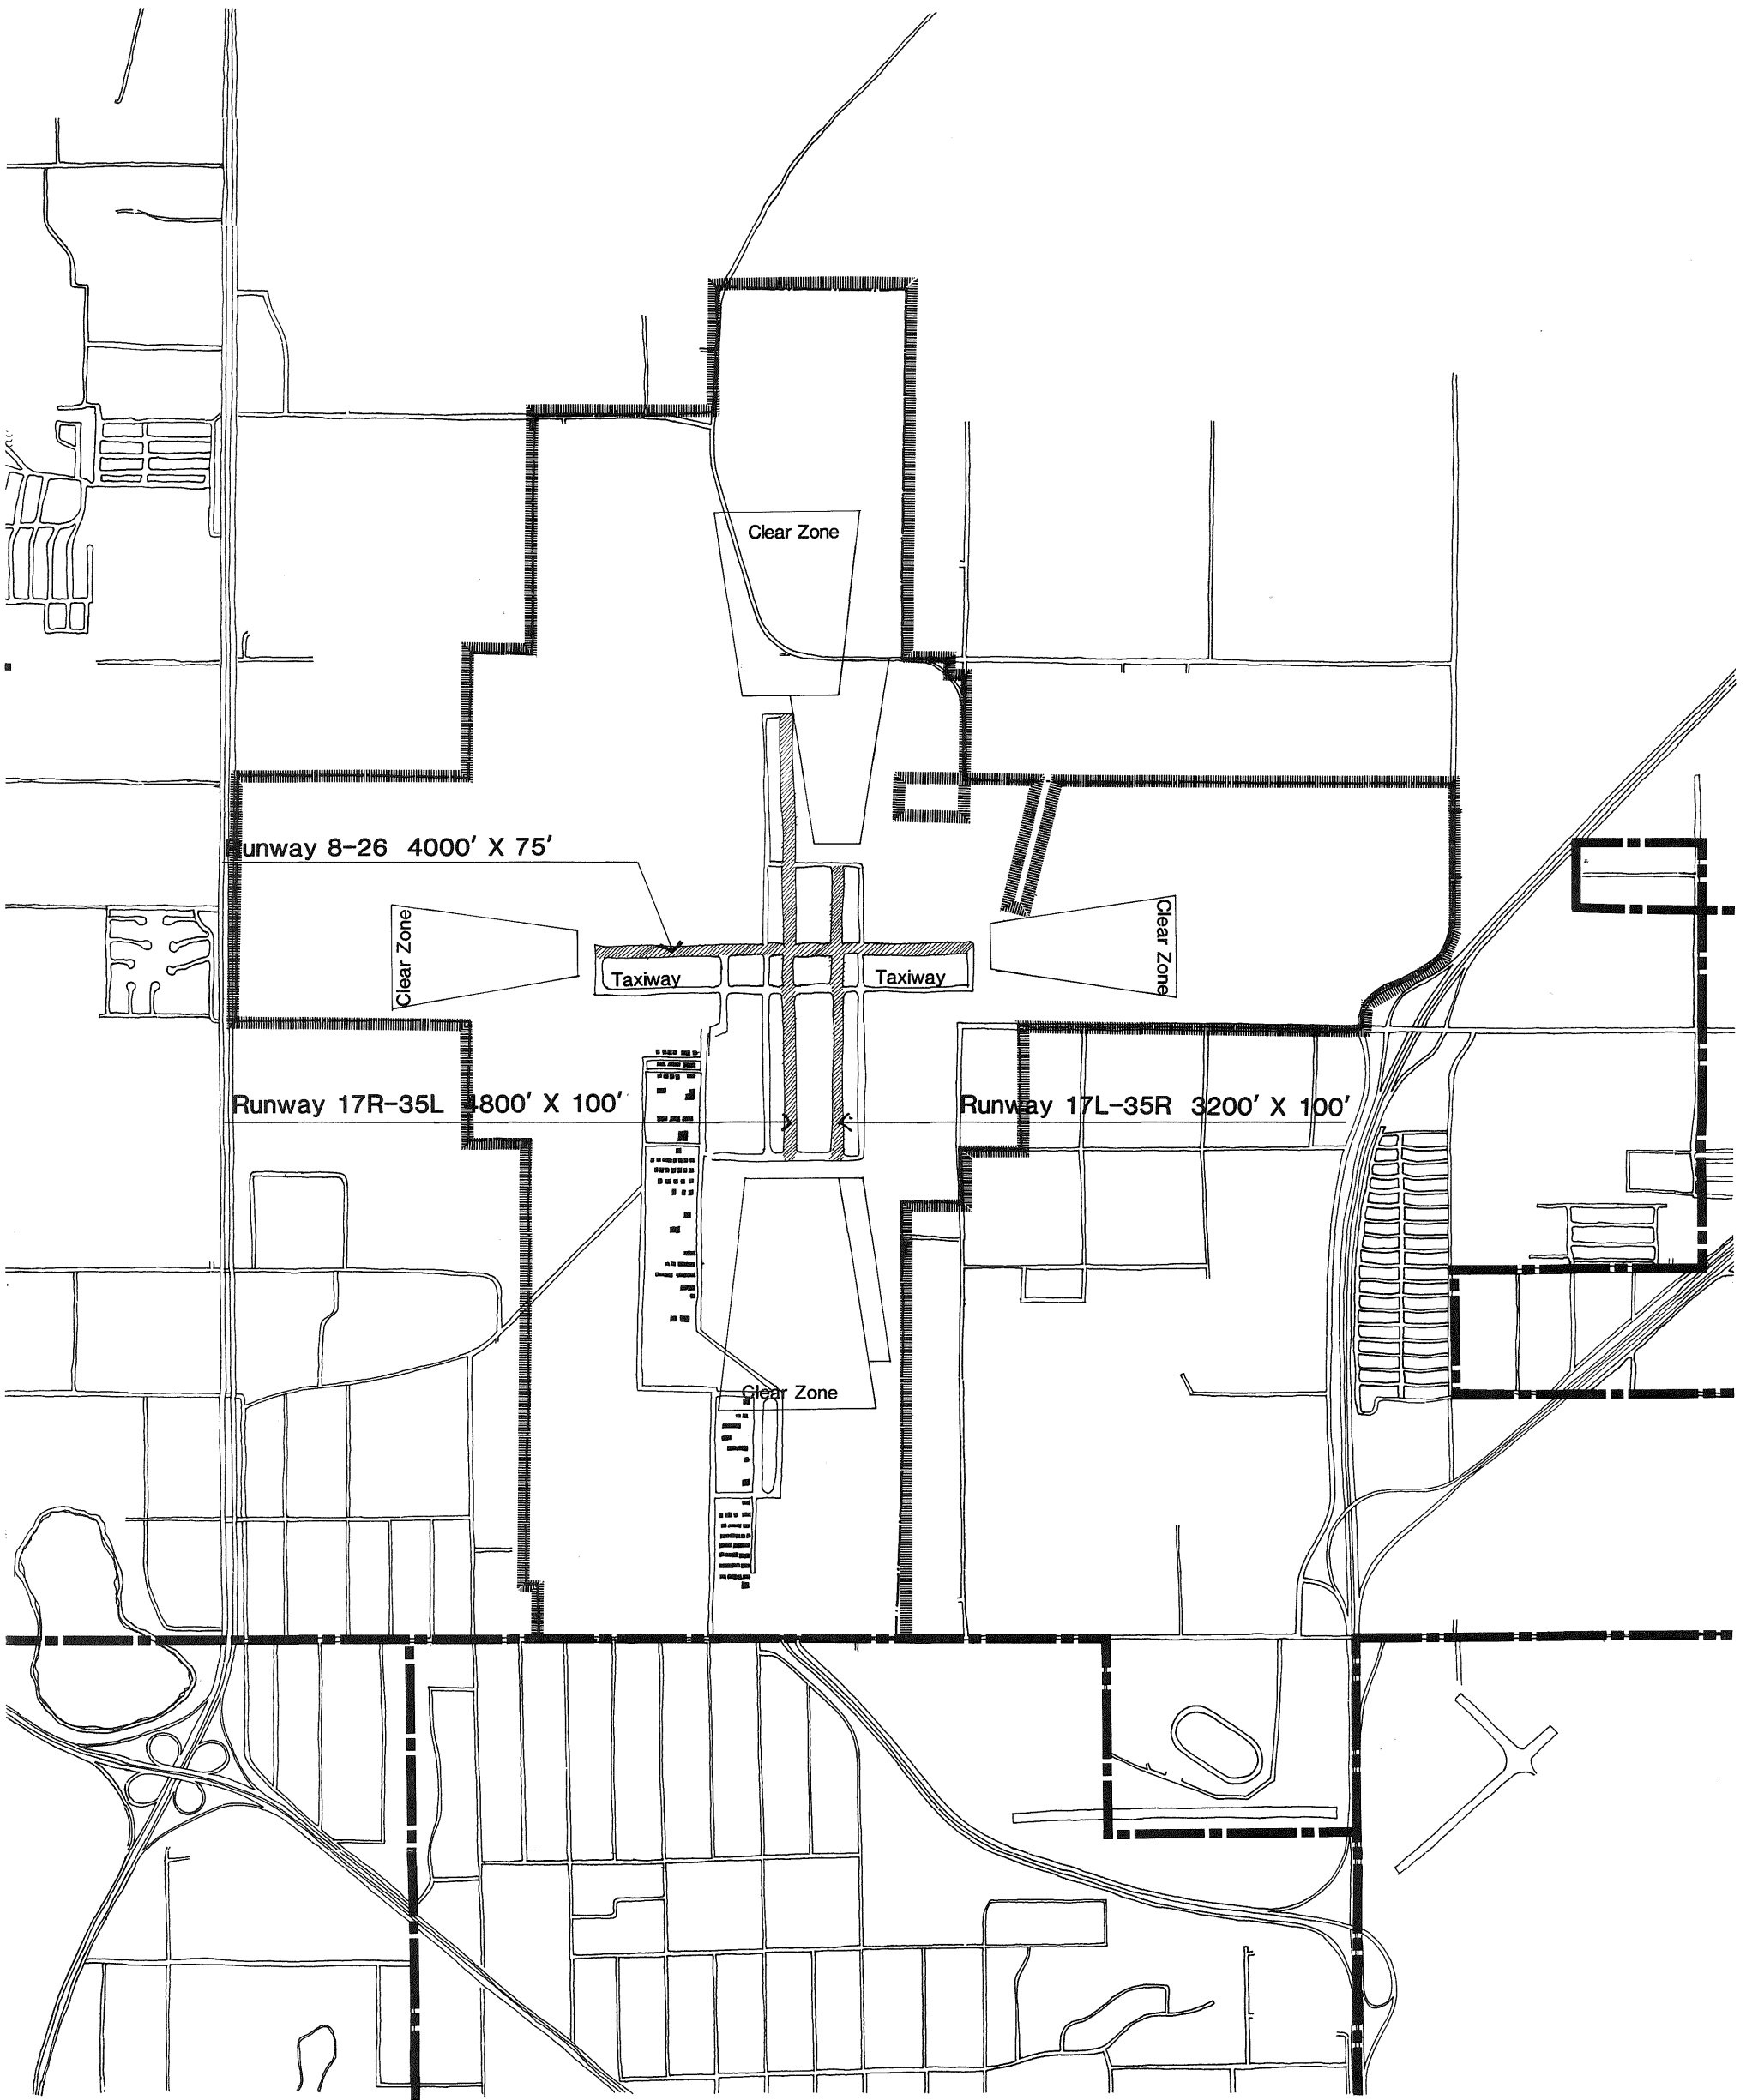 Clear Zone
Runway 8-26 4000' X 75'
Clear Zone
Clear Zone
Taxiway
Taxiway
Runway 17R-35L 4800' X 100'
Runway 17L-35R 3200' X 100'
Clear Zone